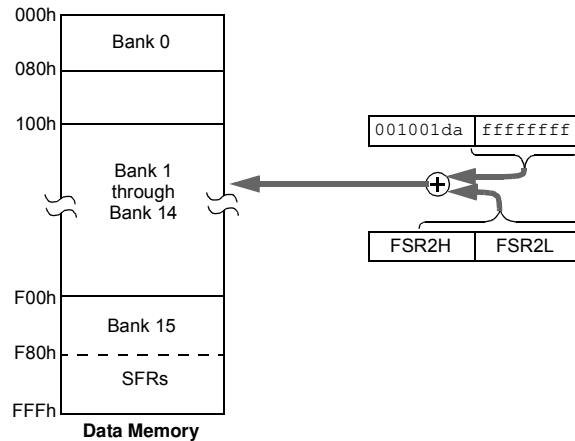 000h
Bank 0
080h
100h
001001da ffffffff
Bank 1
through
Bank 14
FSR2H FSR2L
F00h
Bank 15
F80h
SFRs
FFFh
Data Memory